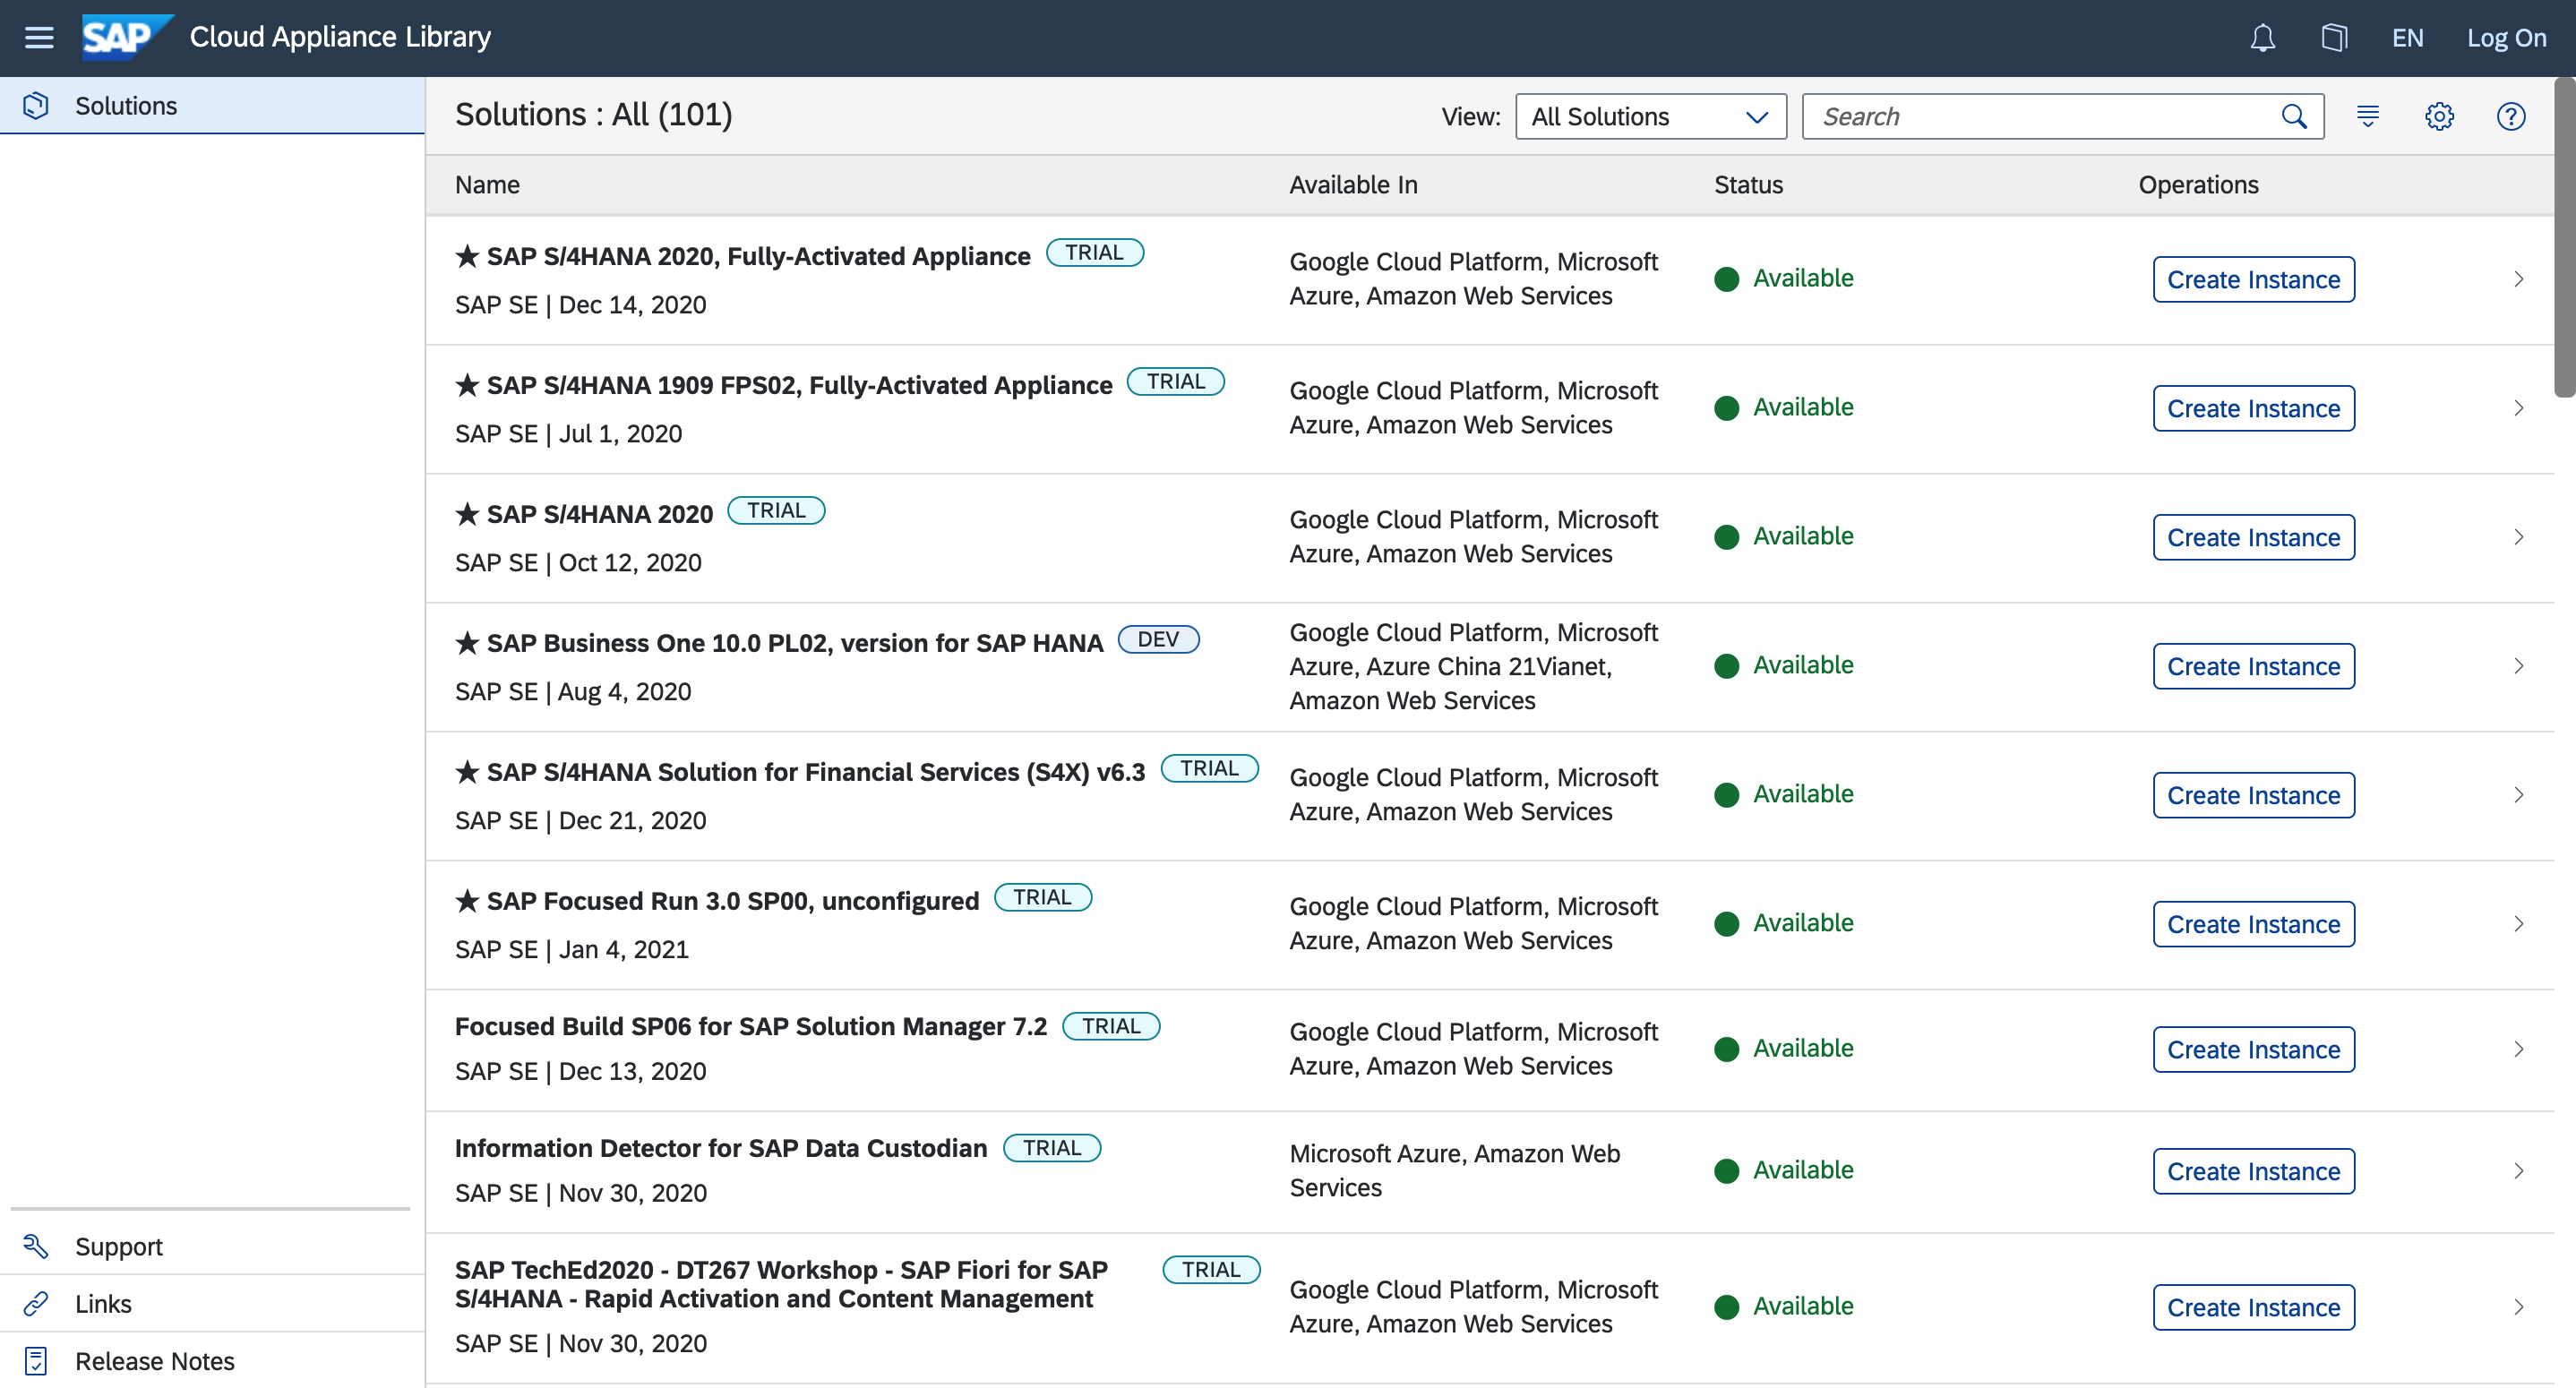 SAP Cloud Appliance Library EN Log On
Solutions
Solutions : All (101) View: All Solutions Search
Name Available In Status Operations
★ SAP S/4HANA 2020, Fully-Activated Appliance TRIAL
SAP SE | Dec 14, 2020
Google Cloud Platform, Microsoft
Azure, Amazon Web Services
Available
Create Instance
★ SAP S/4HANA 1909 FPS02, Fully-Activated Appliance TRIAL
SAP SE | Jul 1, 2020
Google Cloud Platform, Microsoft
Azure, Amazon Web Services
Available
Create Instance
★ SAP S/4HANA 2020 TRIAL
SAP SE | Oct 12, 2020
Google Cloud Platform, Microsoft
Azure, Amazon Web Services
Available
Create Instance
★ SAP Business One 10.0 PL02, version for SAP HANA DEV
SAP SE | Aug 4, 2020
Google Cloud Platform, Microsoft
Azure, Azure China 21Vianet,
Amazon Web Services
Available
Create Instance
★ SAP S/4HANA Solution for Financial Services (S4X) v6.3 TRIAL
SAP SE | Dec 21, 2020
Google Cloud Platform, Microsoft
Azure, Amazon Web Services
Available
Create Instance
★ SAP Focused Run 3.0 SP00, unconfigured TRIAL
SAP SE | Jan 4, 2021
Google Cloud Platform, Microsoft
Azure, Amazon Web Services
Available
Create Instance
Focused Build SP06 for SAP Solution Manager 7.2 TRIAL
SAP SE | Dec 13, 2020
Google Cloud Platform, Microsoft
Azure, Amazon Web Services
Available
Create Instance
Information Detector for SAP Data Custodian TRIAL
SAP SE | Nov 30, 2020
Microsoft Azure, Amazon Web
Services
Available
Create Instance
SAP TechEd2020 - DT267 Workshop - SAP Fiori for SAP TRIAL
S/4HANA - Rapid Activation and Content Management
SAP SE | Nov 30, 2020
Google Cloud Platform, Microsoft
Azure, Amazon Web Services
Available
Create Instance
Support
Links
Release Notes